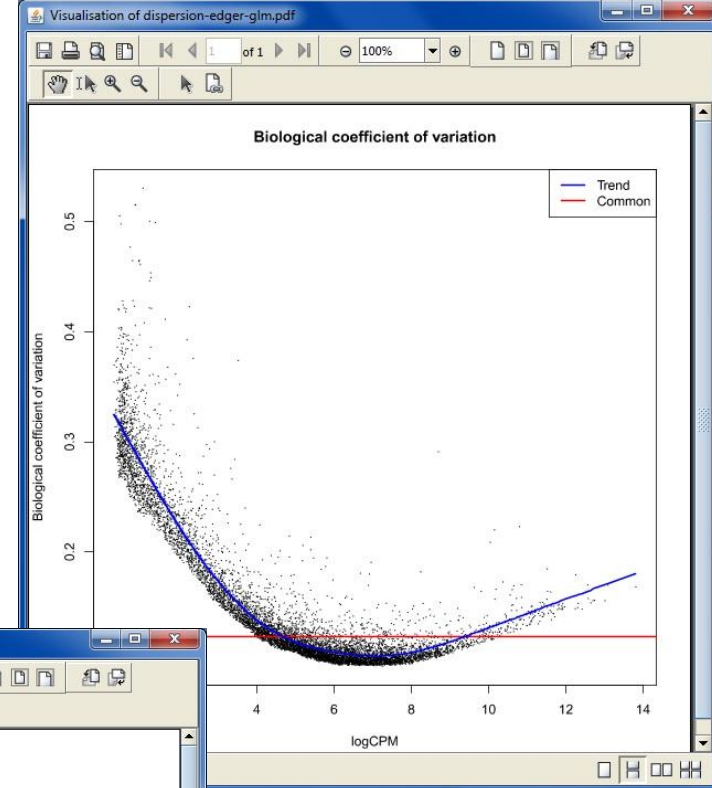 Visualisation of dispersion-edger-glm.pdf
1 of 1
100%
Biological coefficient of variation
Trend
Common
Biological coefficient of variation
0.5
0.4
0.3
0.2
4 6 8 10 12 14
logCPM